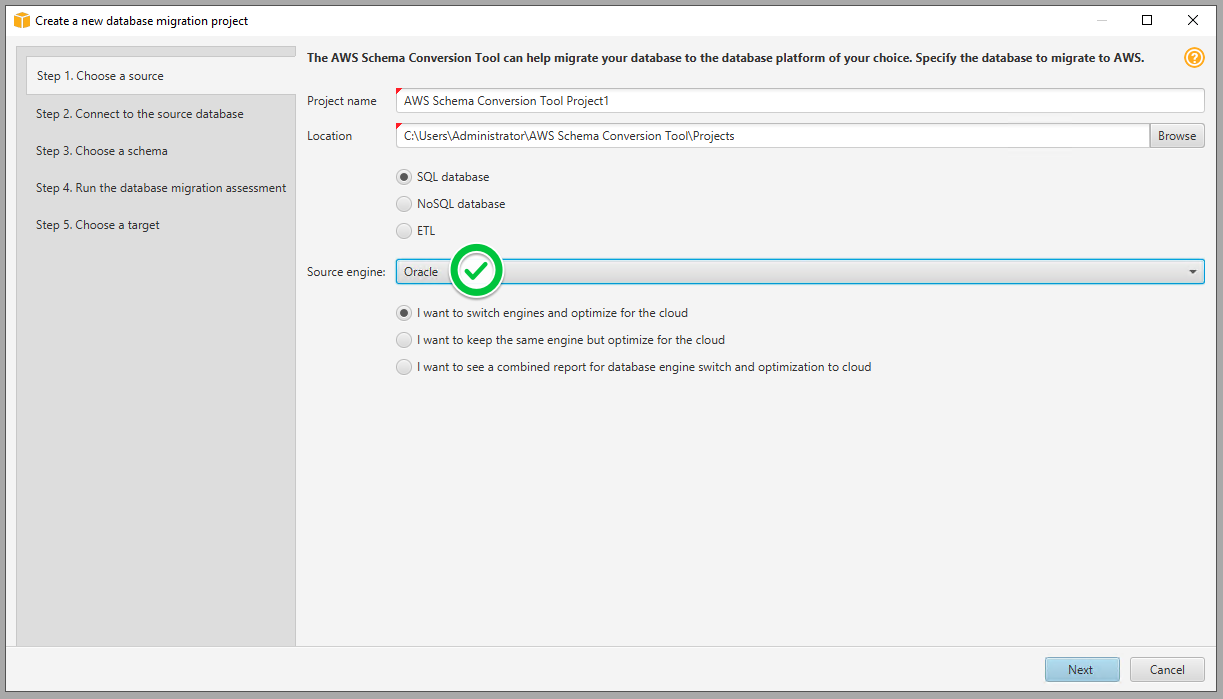 Create a new database migration project
Step 1. Choose a source
Step 2. Connect to the source database
Step 3. Choose a schema
Step 4. Run the database migration assessment
Step 5. Choose a target
The AWS Schema Conversion Tool can help migrate your database to the database platform of your choice. Specify the database to migrate to AWS.
?
Project name AWS Schema Conversion Tool Project1
Location C:\Users\Administrator\AWS Schema Conversion Tool\Projects Browse
SQL database
NoSQL database
ETL
Source engine: Oracle
I want to switch engines and optimize for the cloud
I want to keep the same engine but optimize for the cloud
I want to see a combined report for database engine switch and optimization to cloud
Next Cancel